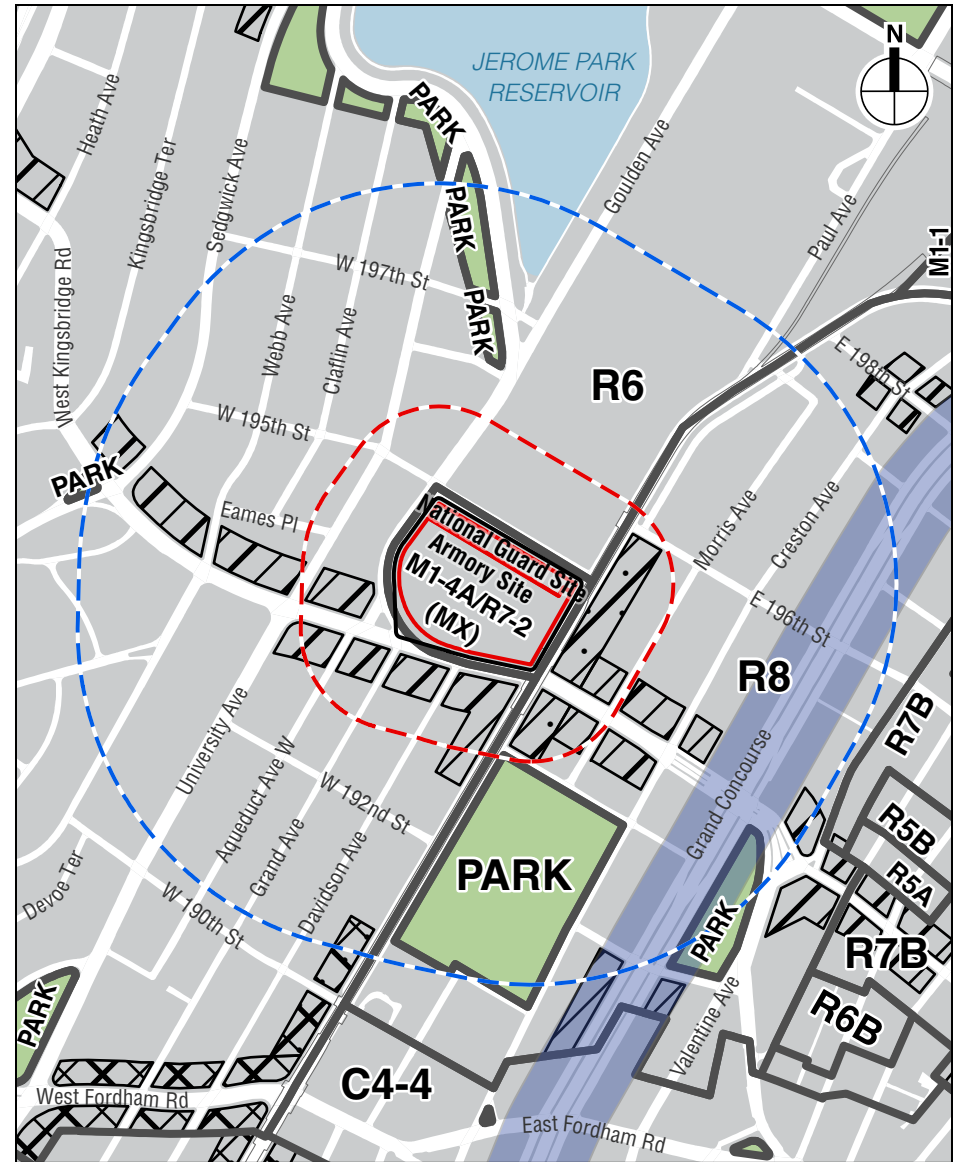 N
JEROME PARK
RESERVOIR
Heath Ave
PARK
Kingsbridge Ter
Sedgwick Ave
Goulden Ave
Paul Ave
PARK
M1-1
W 197th St
West Kingsbridge Rd
Webb Ave
Claflin Ave
PARK
E 198th St
R6
W 195th St
PARK
Eames Pl
National Guard Site
Armory Site
M1-4A/R7-2
(MX)
Morris Ave
Creston Ave
E 196th St
R8
R7B
University Ave
Aqueduct Ave W
W 192nd St
Grand Concourse
R5B
Grand Ave
Davidson Ave
PARK
R5A
Devoe Ter
W 190th St
PARK
R7B
PARK
Valentine Ave
R6B
C4-4
West Fordham Rd
East Fordham Rd